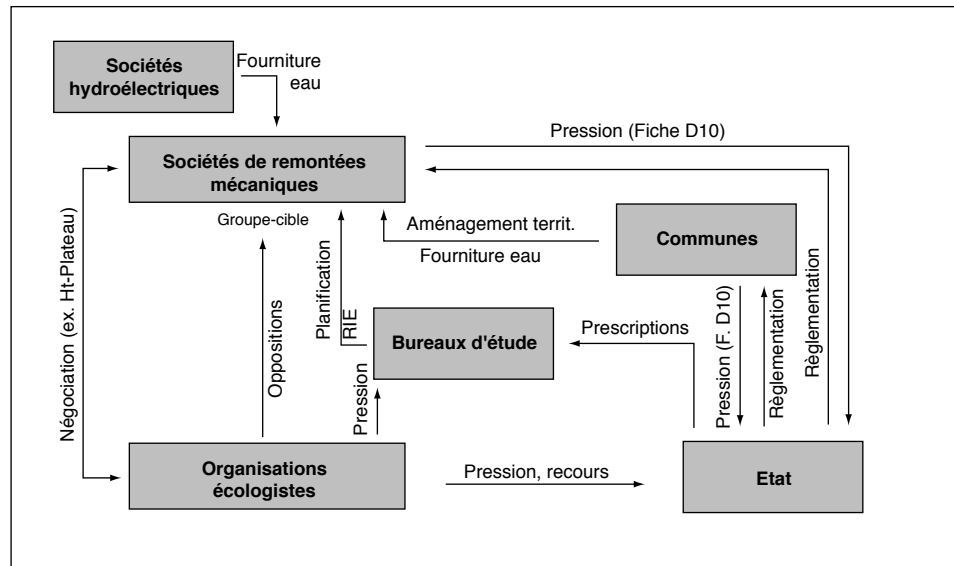 Sociétés
hydroélectriques
Fourniture
eau
Pression (Fiche D10)
Sociétés de remontées
mécaniques
Groupe-cible
Aménagement territ.
Fourniture eau
Communes
Négociation (ex. Ht-Plateau)
Oppositions
Planification
RIE
Pression
Bureaux d'étude
Prescriptions
Pression (F. D10)
Règlementation
Règlementation
Organisations
écologistes
Pression, recours
Etat